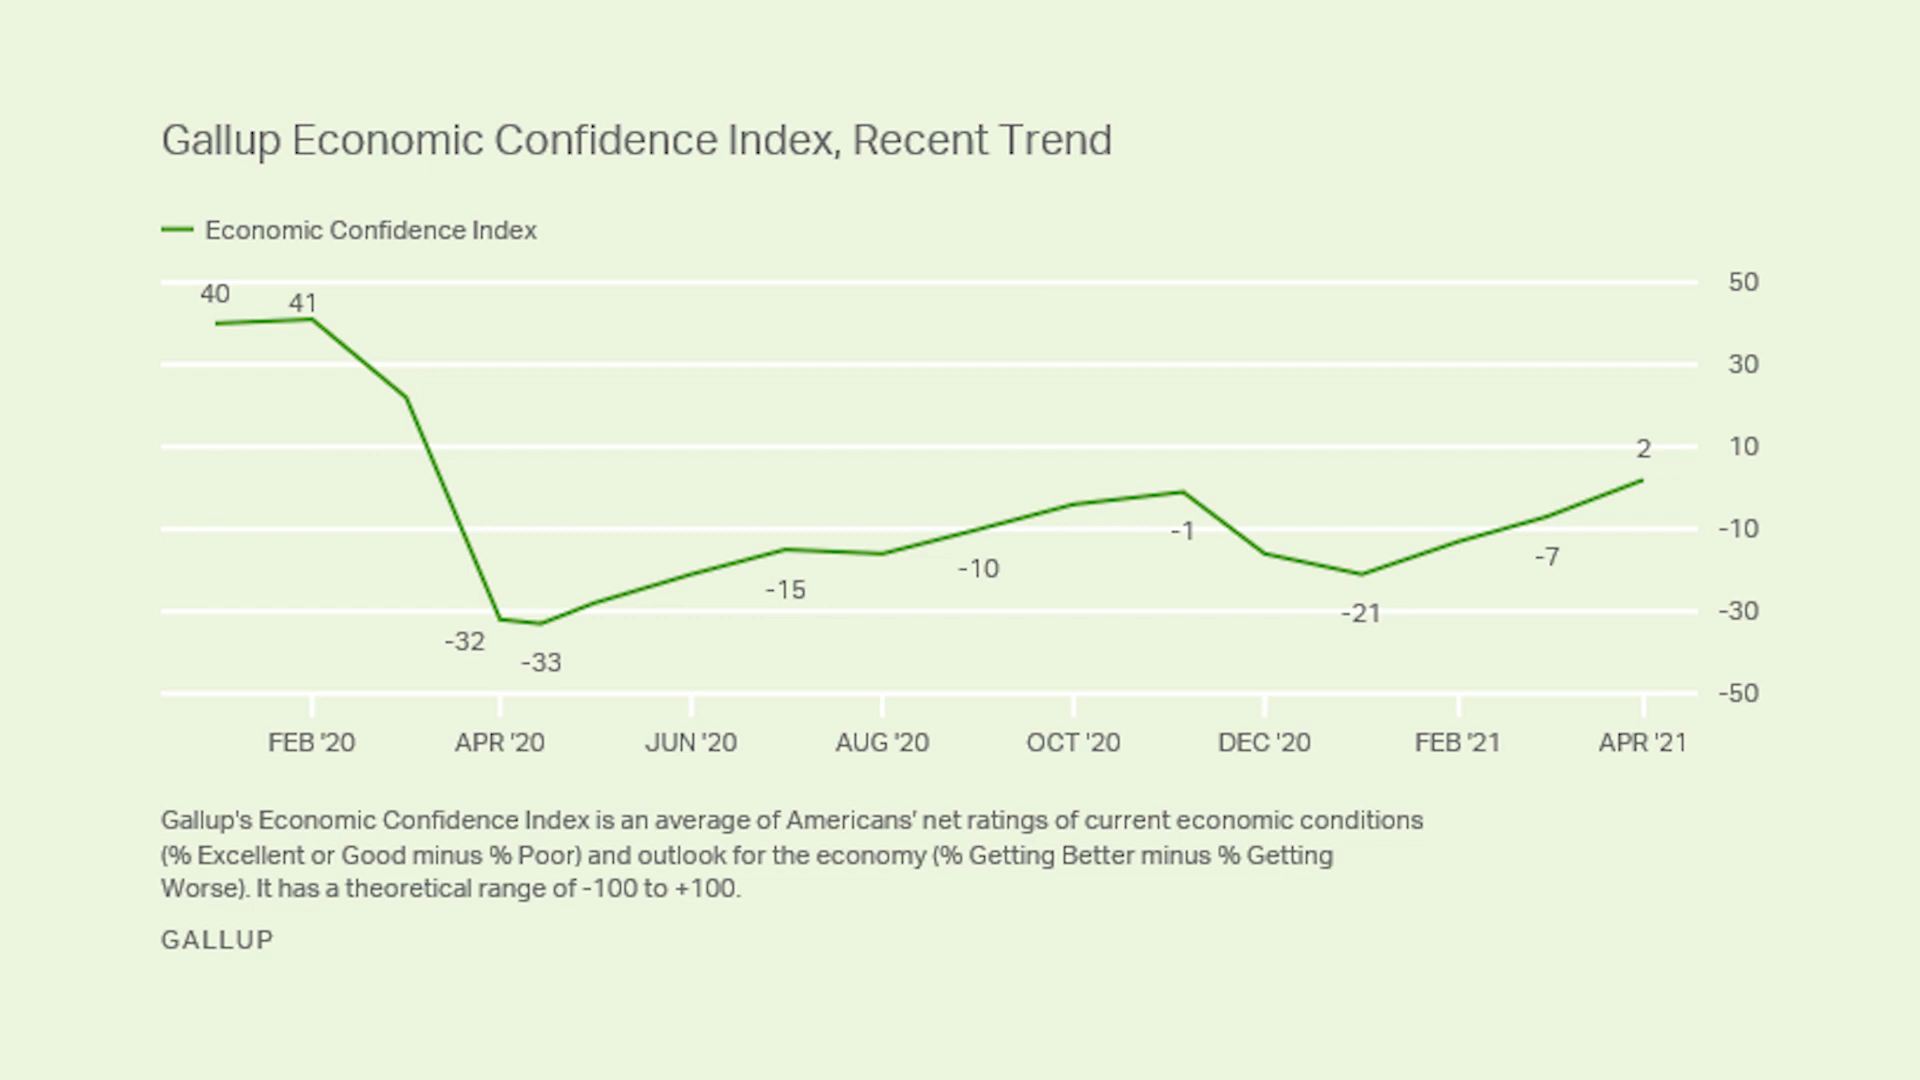 Gallup Economic Confidence Index, Recent Trend
Economic Confidence Index
50
40
41
30
2
10
-10
-1
-7
-10
-15
-21
-30
-32
-33
-50
FEB '20 APR '20 JUN '20 AUG '20 OCT '20 DEC '20 FEB '21 APR '21
Gallup's Economic Confidence Index is an average of Americans' net ratings of current economic conditions
(% Excellent or Good minus % Poor) and outlook for the economy (% Getting Better minus % Getting
Worse). It has a theoretical range of -100 to +100.
GALLUP